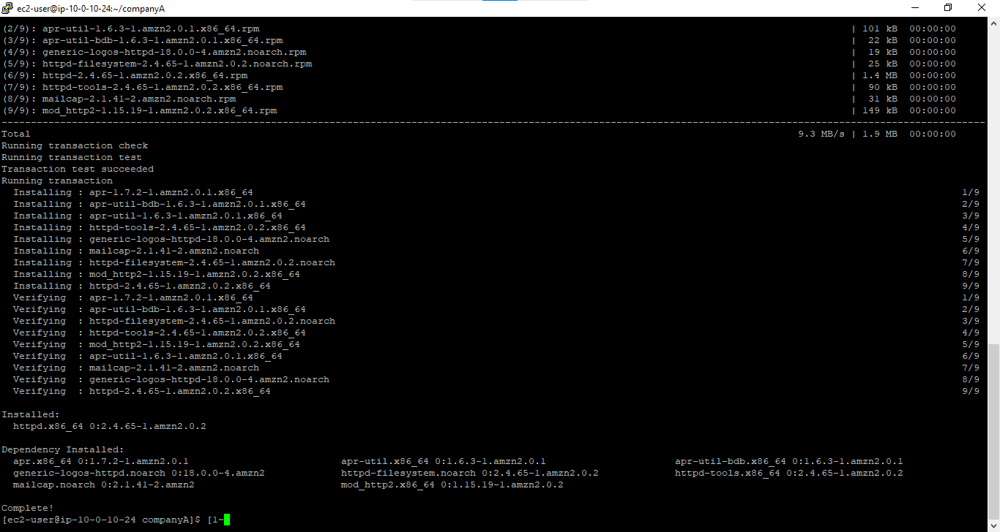 ec2-user@ip-10-0-10-24:~/companyA
(2/9): apr-util-1.6.3-1.amzn2.0.1.x86_64.rpm | 101 kB 00:00:00
(3/9): apr-util-bdb-1.6.3-1.amzn2.0.1.x86_64.rpm | 22 kB 00:00:00
(4/9): generic-logos-httpd-18.0.0-4.amzn2.noarch.rpm | 19 kB 00:00:00
(5/9): httpd-filesystem-2.4.65-1.amzn2.0.2.noarch.rpm | 25 kB 00:00:00
(6/9): httpd-2.4.65-1.amzn2.0.2.x86_64.rpm | 1.4 MB 00:00:00
(7/9): httpd-tools-2.4.65-1.amzn2.0.2.x86_64.rpm | 90 kB 00:00:00
(8/9): mailcap-2.1.41-2.amzn2.noarch.rpm | 31 kB 00:00:00
(9/9): mod_http2-1.15.19-1.amzn2.0.2.x86_64.rpm | 149 kB 00:00:00
--------------------------------------------------------------------------------
Total 9.3 MB/s | 1.9 MB 00:00:00
Running transaction check
Running transaction test
Transaction test succeeded
Running transaction
Installing : apr-1.7.2-1.amzn2.0.1.x86_64 1/9
Installing : apr-util-bdb-1.6.3-1.amzn2.0.1.x86_64 2/9
Installing : apr-util-1.6.3-1.amzn2.0.1.x86_64 3/9
Installing : httpd-tools-2.4.65-1.amzn2.0.2.x86_64 4/9
Installing : generic-logos-httpd-18.0.0-4.amzn2.noarch 5/9
Installing : mailcap-2.1.41-2.amzn2.noarch 6/9
Installing : httpd-filesystem-2.4.65-1.amzn2.0.2.noarch 7/9
Installing : mod_http2-1.15.19-1.amzn2.0.2.x86_64 8/9
Installing : httpd-2.4.65-1.amzn2.0.2.x86_64 9/9
Verifying : apr-1.7.2-1.amzn2.0.1.x86_64 1/9
Verifying : apr-util-bdb-1.6.3-1.amzn2.0.1.x86_64 2/9
Verifying : httpd-filesystem-2.4.65-1.amzn2.0.2.noarch 3/9
Verifying : httpd-tools-2.4.65-1.amzn2.0.2.x86_64 4/9
Verifying : mod_http2-1.15.19-1.amzn2.0.2.x86_64 5/9
Verifying : apr-util-1.6.3-1.amzn2.0.1.x86_64 6/9
Verifying : mailcap-2.1.41-2.amzn2.noarch 7/9
Verifying : generic-logos-httpd-18.0.0-4.amzn2.noarch 8/9
Verifying : httpd-2.4.65-1.amzn2.0.2.x86_64 9/9
Installed:
httpd.x86_64 0:2.4.65-1.amzn2.0.2
Dependency Installed:
apr.x86_64 0:1.7.2-1.amzn2.0.1 apr-util.x86_64 0:1.6.3-1.amzn2.0.1 apr-util-bdb.x86_64 0:1.6.3-1.amzn2.0.1
generic-logos-httpd.noarch 0:18.0.0-4.amzn2 httpd-filesystem.noarch 0:2.4.65-1.amzn2.0.2 httpd-tools.x86_64 0:2.4.65-1.amzn2.0.2
mailcap.noarch 0:2.1.41-2.amzn2 mod_http2.x86_64 0:1.15.19-1.amzn2.0.2
Complete!
[ec2-user@ip-10-0-10-24 companyA]$ [1~